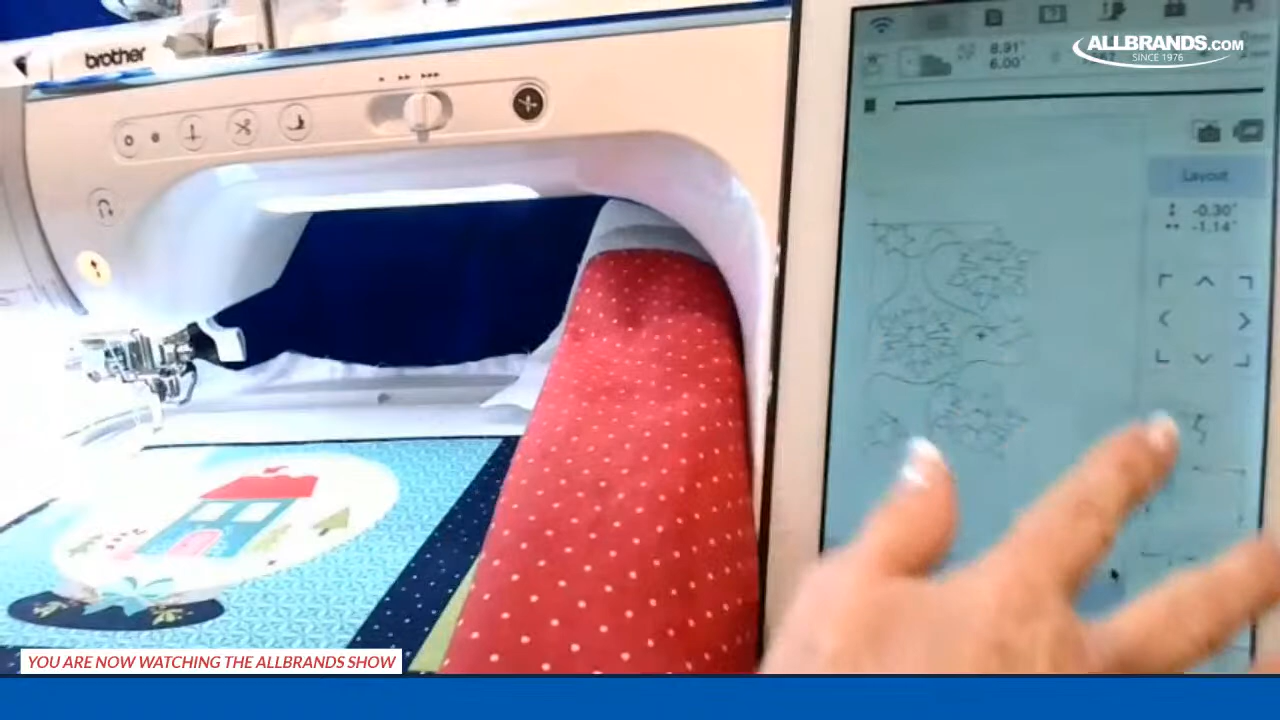 brother
8.91"
6.00"
ALLBRANDS.COM
SINCE 1976
Layout
-0.30"
-1.14"
YOU ARE NOW WATCHING THE ALLBRANDS SHOW